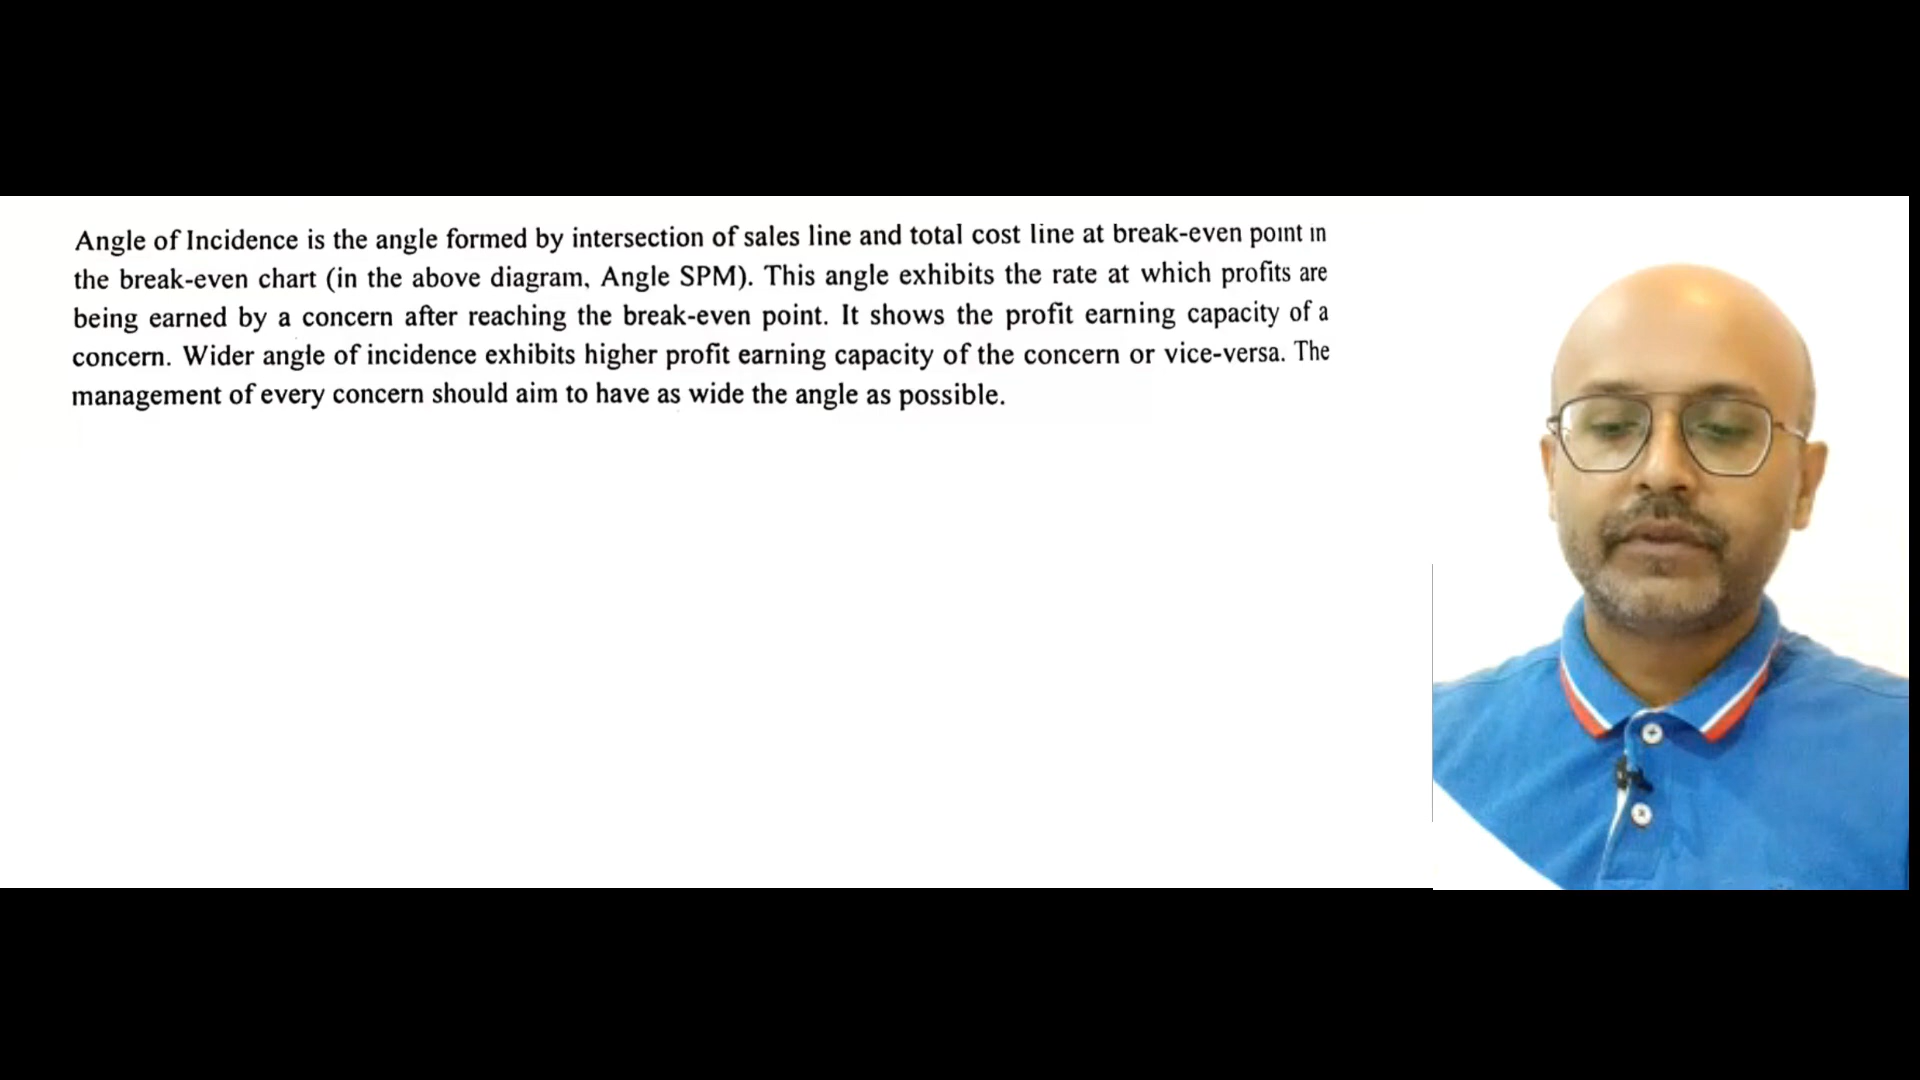 Angle of Incidence is the angle formed by intersection of sales line and total cost line at break-even point in
the break-even chart (in the above diagram, Angle SPM). This angle exhibits the rate at which profits are
being earned by a concern after reaching the break-even point. It shows the profit earning capacity of a
concern. Wider angle of incidence exhibits higher profit earning capacity of the concern or vice-versa. The
management of every concern should aim to have as wide the angle as possible.